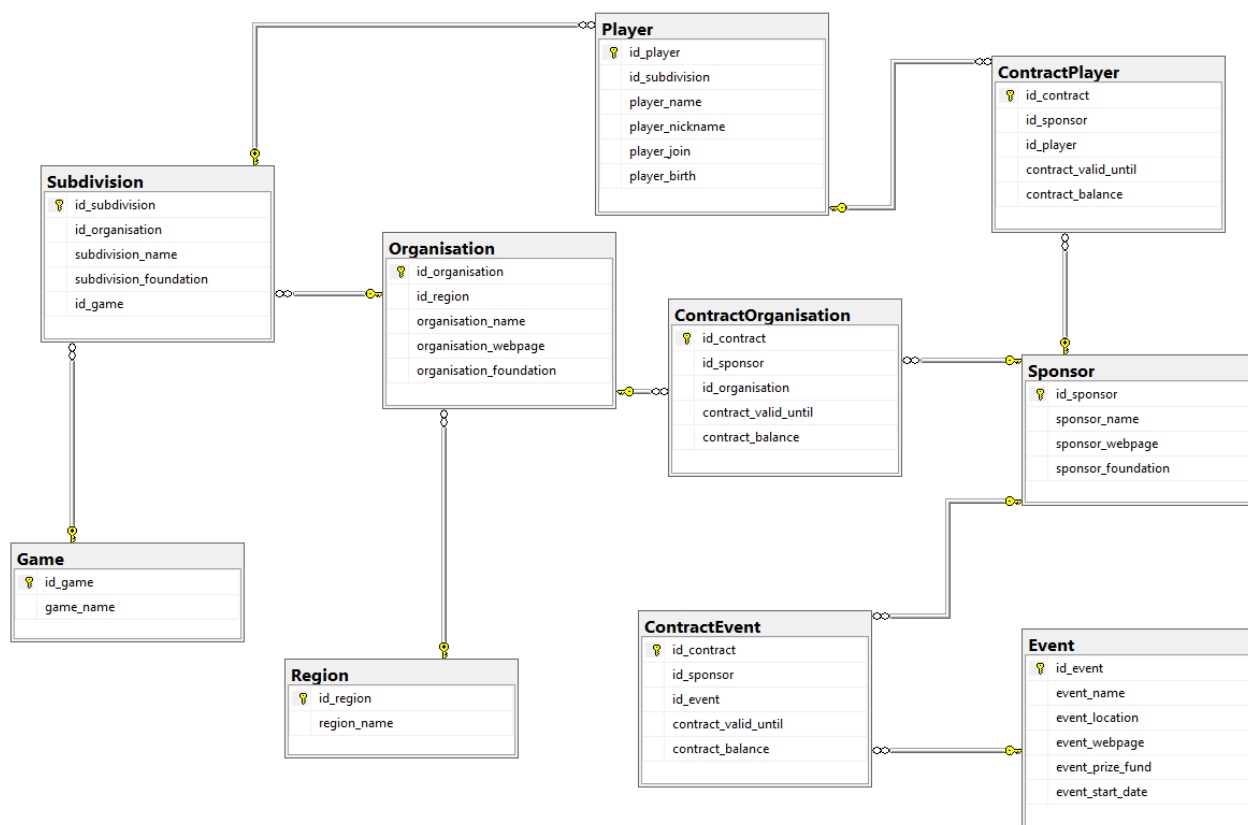 Player
id_player
id_subdivision
player_name
player_nickname
player_join
player_birth
ContractPlayer
id_contract
id_sponsor
id_player
contract_valid_until
contract_balance
Subdivision
id_subdivision
id_organisation
subdivision_name
subdivision_foundation
id_game
Organisation
id_organisation
id_region
organisation_name
organisation_webpage
organisation_foundation
ContractOrganisation
id_contract
id_sponsor
id_organisation
contract_valid_until
contract_balance
Sponsor
id_sponsor
sponsor_name
sponsor_webpage
sponsor_foundation
Game
id_game
game_name
Region
id_region
region_name
ContractEvent
id_contract
id_sponsor
id_event
contract_valid_until
contract_balance
Event
id_event
event_name
event_location
event_webpage
event_prize_fund
event_start_date